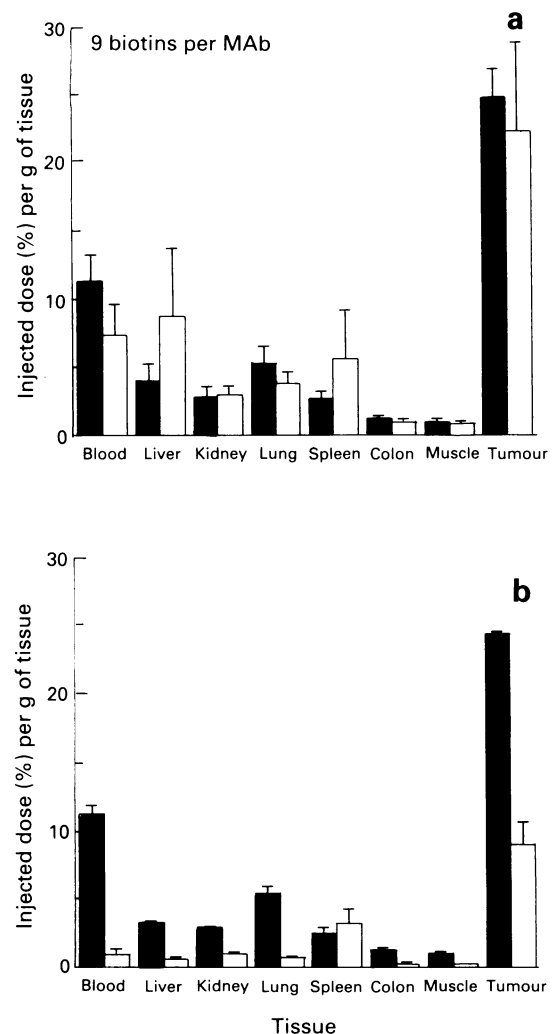 a
9 biotins per MAb
Injected dose (%) per g of tissue
30
20
10
0
Blood Liver Kidney Lung Spleen Colon Muscle Tumour
b
Injected dose (%) per g of tissue
30
20
10
0
Blood Liver Kidney Lung Spleen Colon Muscle Tumour
Tissue